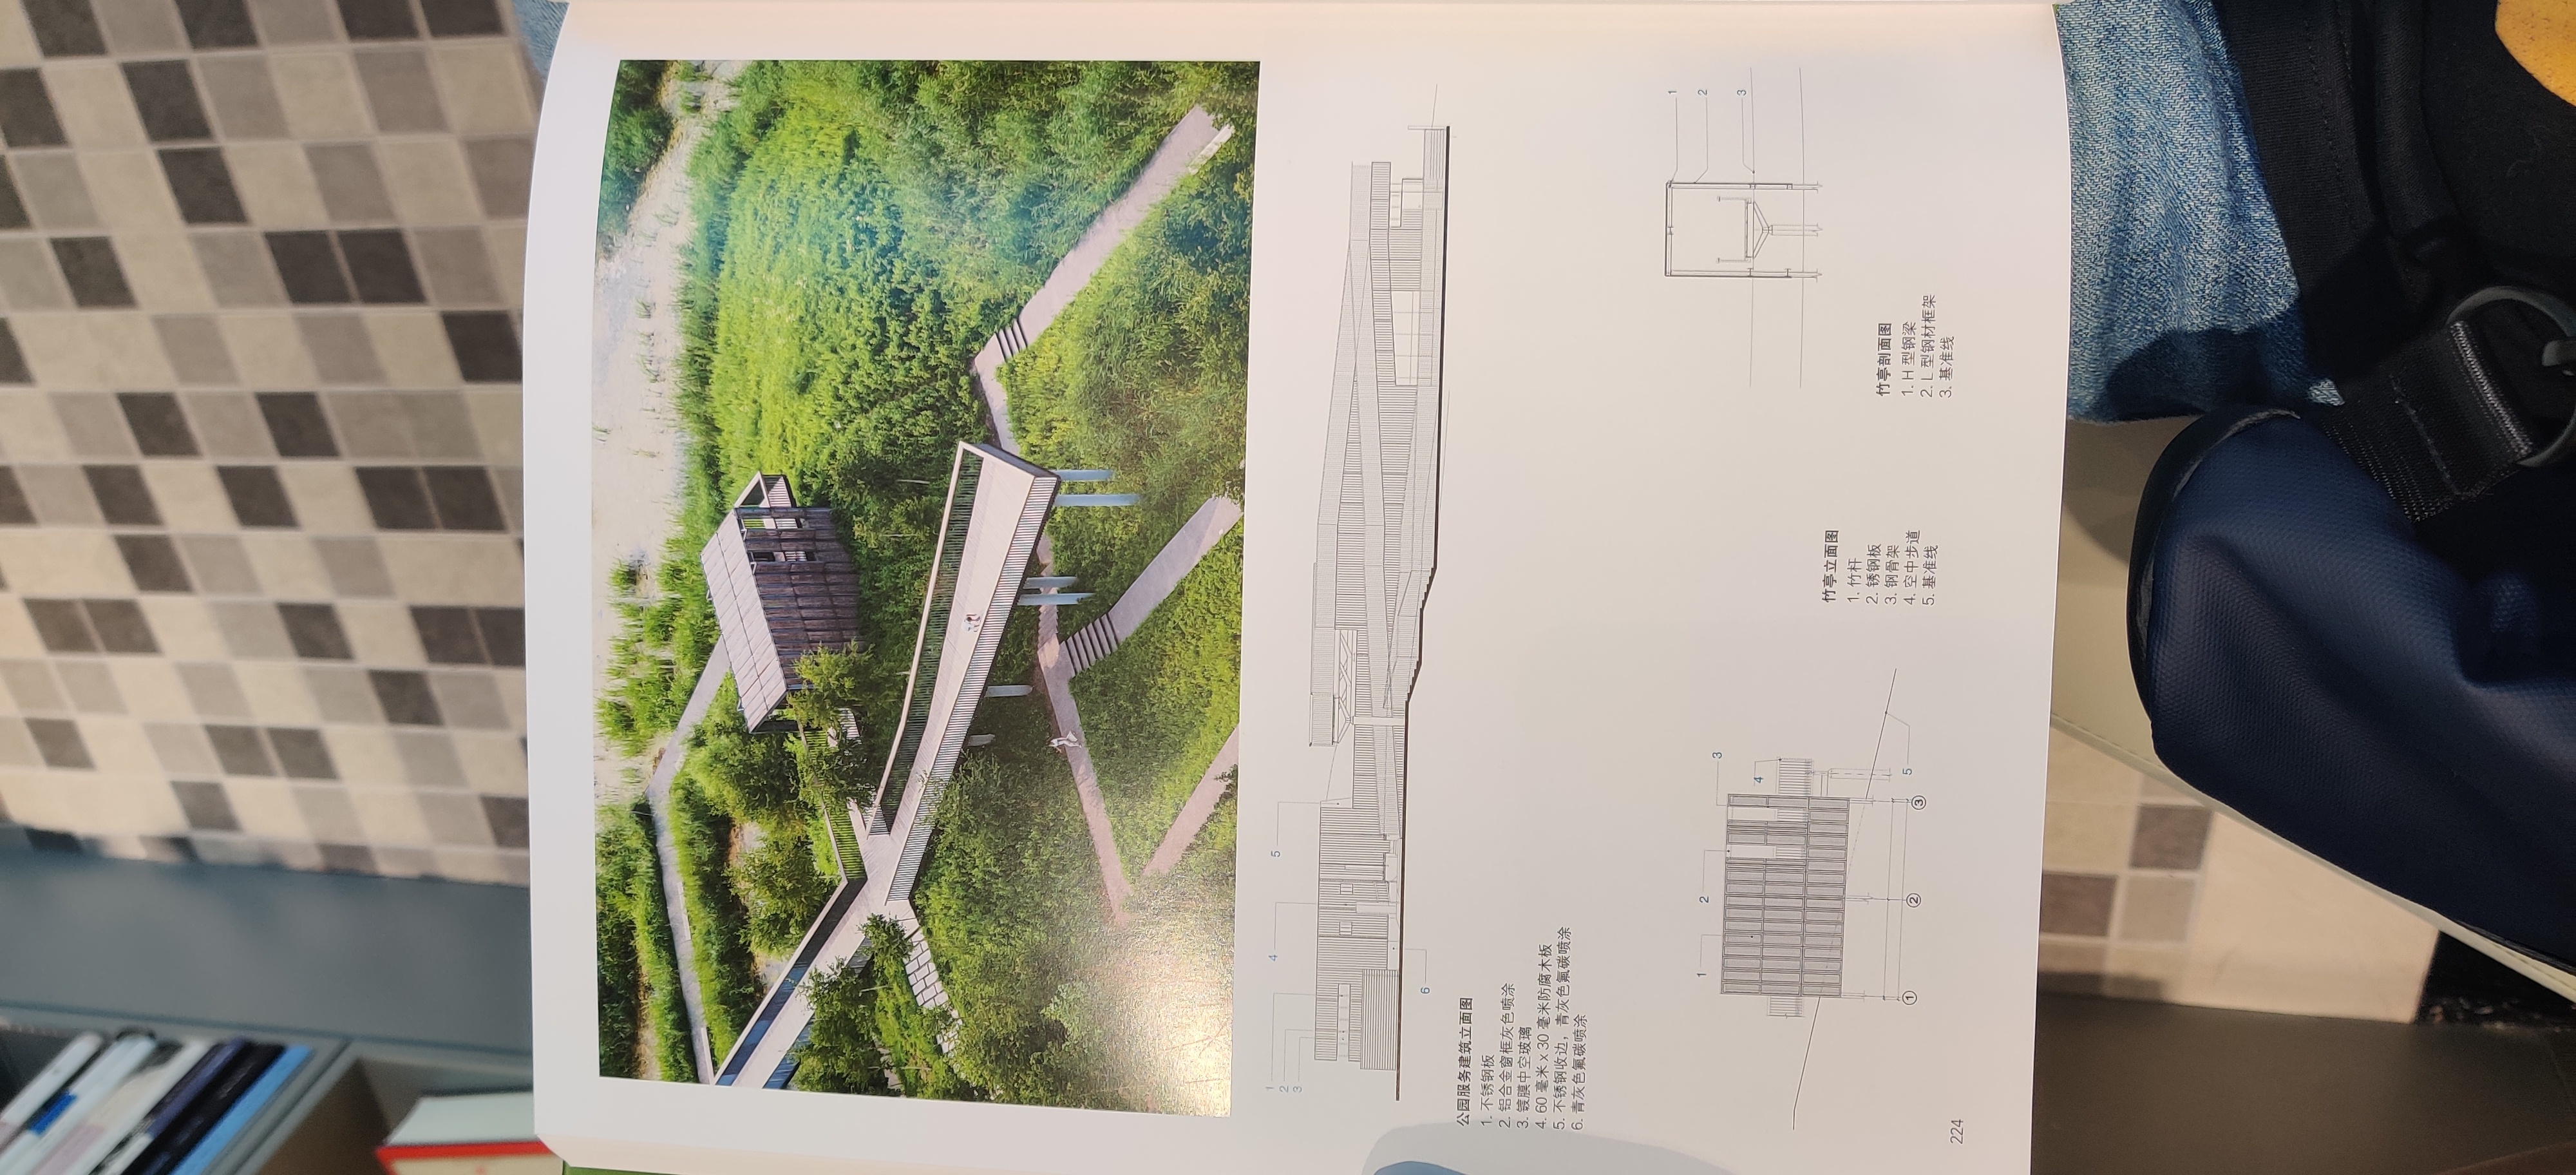 1
2
3
4
5
6
公园服务建筑立面图
1. 不锈钢板
2. 铝合金窗框灰色喷涂
3. 镀膜中空玻璃
4. 60 毫米 x 30 毫米防腐木板
5. 不锈钢收边，青灰色氟碳喷涂
6. 青灰色氟碳喷涂
1
2
3
4
5
①
②
③
竹亭立面图
1. 竹杆
2. 锈钢板
3. 钢骨架
4. 空中步道
5. 基准线
1
2
3
竹亭剖面图
1. H 型钢梁
2. L 型钢材框架
3. 基准线
224